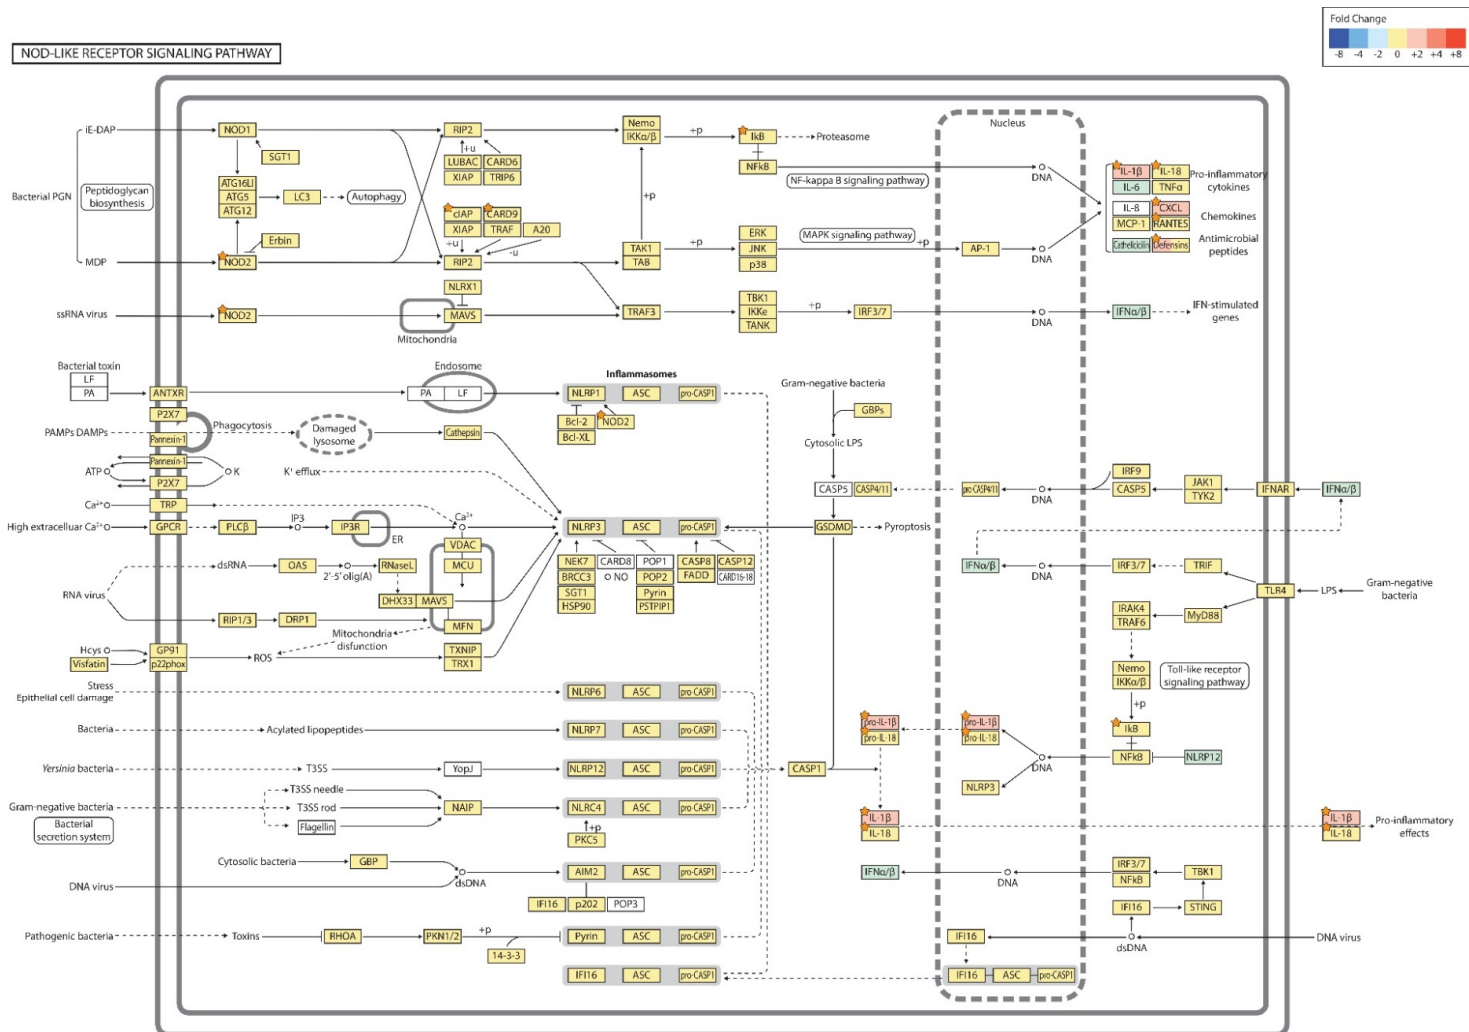 Fold Change
-8 -4 -2 0 +2 +4 +8
NOD-LIKE RECEPTOR SIGNALING PATHWAY
Nucleus
iE-DAP
NOD1
RIP2
Nemo
IKKα/β
+p
IkB
Proteasome
SGT1
+u
LUBAC
CARD6
XIAP
TRIP6
NFkB
DNA
IL-1β
IL-18
Pro-inflammatory
cytokines
IL-6
TNFα
Bacterial PGN
Peptidoglycan
biosynthesis
ATG16LI
ATG5
ATG12
LC3
Autophagy
+p
NF-kappa B signaling pathway
IL-8
CXCL
Chemokines
MCP-1
RANTES
cIAP
CARD9
XIAP
TRAF
A20
+u
-u
Erbin
ERK
JNK
p38
MAPK signaling pathway
+p
Antimicrobial
peptides
Cathelicilin
Defensins
MDP
NOD2
RIP2
TAK1
TAB
+p
AP-1
DNA
NLRX1
ssRNA virus
NOD2
MAVS
Mitochondria
TRAF3
TBK1
IKKe
TANK
+p
IRF3/7
DNA
IFNα/β
IFN-stimulated
genes
Bacterial toxin
LF
PA
ANTXR
Endosome
PA
LF
Inflammasomes
NLRP1
ASC
pro-CASP1
Bcl-2
NOD2
Bcl-XL
Gram-negative bacteria
GBPs
Cytosolic LPS
P2X7
Phagocytosis
PAMPs DAMPs
Pannexin-1
Damaged
lysosome
Cathepsin
Pannexin-1
ATP
K
P2X7
K⁺ efflux
CASP5
CASP4/11
pro-CASP4/11
DNA
IRF9
CASP5
JAK1
TYK2
IFNAR
IFNα/β
Ca²⁺
TRP
High extracelluar Ca²⁺
GPCR
PLCβ
IP3
IP3R
ER
Ca²⁺
NLRP3
ASC
pro-CASP1
GSDMD
Pyroptosis
VDAC
MCU
NEK7
CARD8
POP1
CASP8
CASP12
BRCC3
NO
POP2
FADD
CARD16-18
SGT1
Pyrin
HSP90
PSTPIP1
dsRNA
OAS
2'-5' olig(A)
RNaseL
RNA virus
DHX33
MAVS
RIP1/3
DRP1
MFN
Mitochondria
disfunction
IFNα/β
DNA
IRF3/7
TRIF
TLR4
LPS
Gram-negative
bacteria
IRAK4
TRAF6
MyD88
Hcys
Visfatin
GP91
p22phox
ROS
TXNIP
TRX1
Nemo
IKKα/β
Toll-like receptor
signaling pathway
+p
Stress
Epithelial cell damage
NLRP6
ASC
pro-CASP1
Bacteria
Acylated lipopeptides
NLRP7
ASC
pro-CASP1
pro-IL-1β
pro-IL-18
pro-IL-1β
pro-IL-18
IkB
NFkB
NLRP12
DNA
NLRP3
Yersinia bacteria
T3SS
YopJ
NLRP12
ASC
pro-CASP1
CASP1
T3SS needle
Gram-negative bacteria
T3SS rod
Flagellin
Bacterial
secretion system
NAIP
NLRC4
ASC
pro-CASP1
+p
PKC5
IL-1β
IL-18
IL-1β
IL-18
Pro-inflammatory
effects
Cytosolic bacteria
GBP
DNA virus
dsDNA
AIM2
ASC
pro-CASP1
IFI16
p202
POP3
IFNα/β
DNA
IRF3/7
NFkB
TBK1
IFI16
STING
Pathogenic bacteria
Toxins
RHOA
PKN1/2
+p
14-3-3
Pyrin
ASC
pro-CASP1
IFI16
dsDNA
DNA virus
IFI16
ASC
pro-CASP1
IFI16
ASC
pro-CASP1